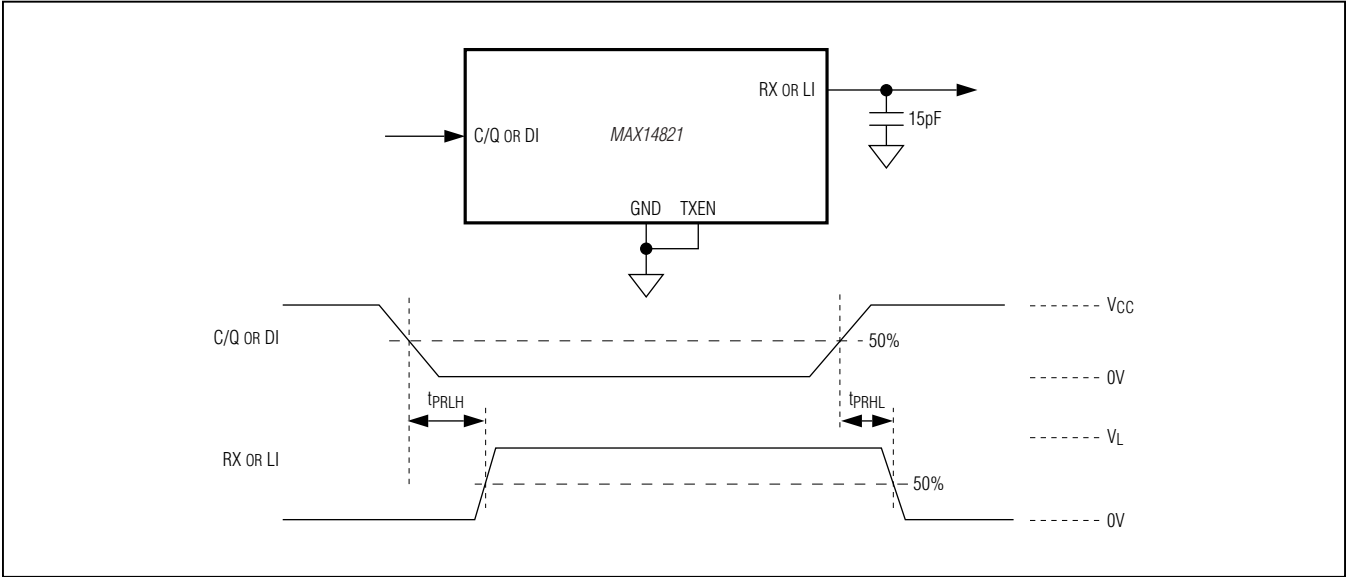 RX OR LI
15pF
C/Q OR DI
MAX14821
GND TXEN
VCC
C/Q OR DI
50%
0V
tPRLH
tPRHL
VL
RX OR LI
50%
0V